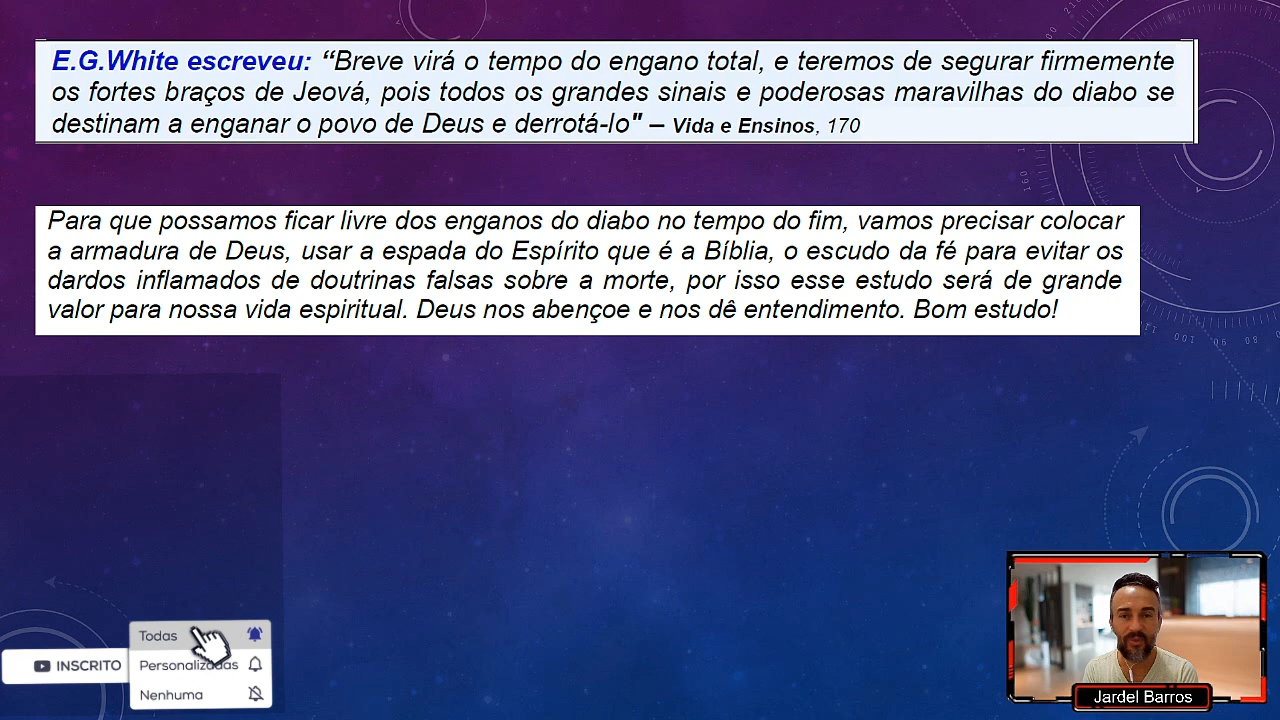 E.G.White escreveu: “Breve virá o tempo do engano total, e teremos de segurar firmemente
os fortes braços de Jeová, pois todos os grandes sinais e poderosas maravilhas do diabo se
destinam a enganar o povo de Deus e derrotá-lo" – Vida e Ensinos, 170
Para que possamos ficar livre dos enganos do diabo no tempo do fim, vamos precisar colocar
a armadura de Deus, usar a espada do Espírito que é a Bíblia, o escudo da fé para evitar os
dardos inflamados de doutrinas falsas sobre a morte, por isso esse estudo será de grande
valor para nossa vida espiritual. Deus nos abençoe e nos dê entendimento. Bom estudo!
Todas
INSCRITO
Personalizadas
Nenhuma
Jardel Barros